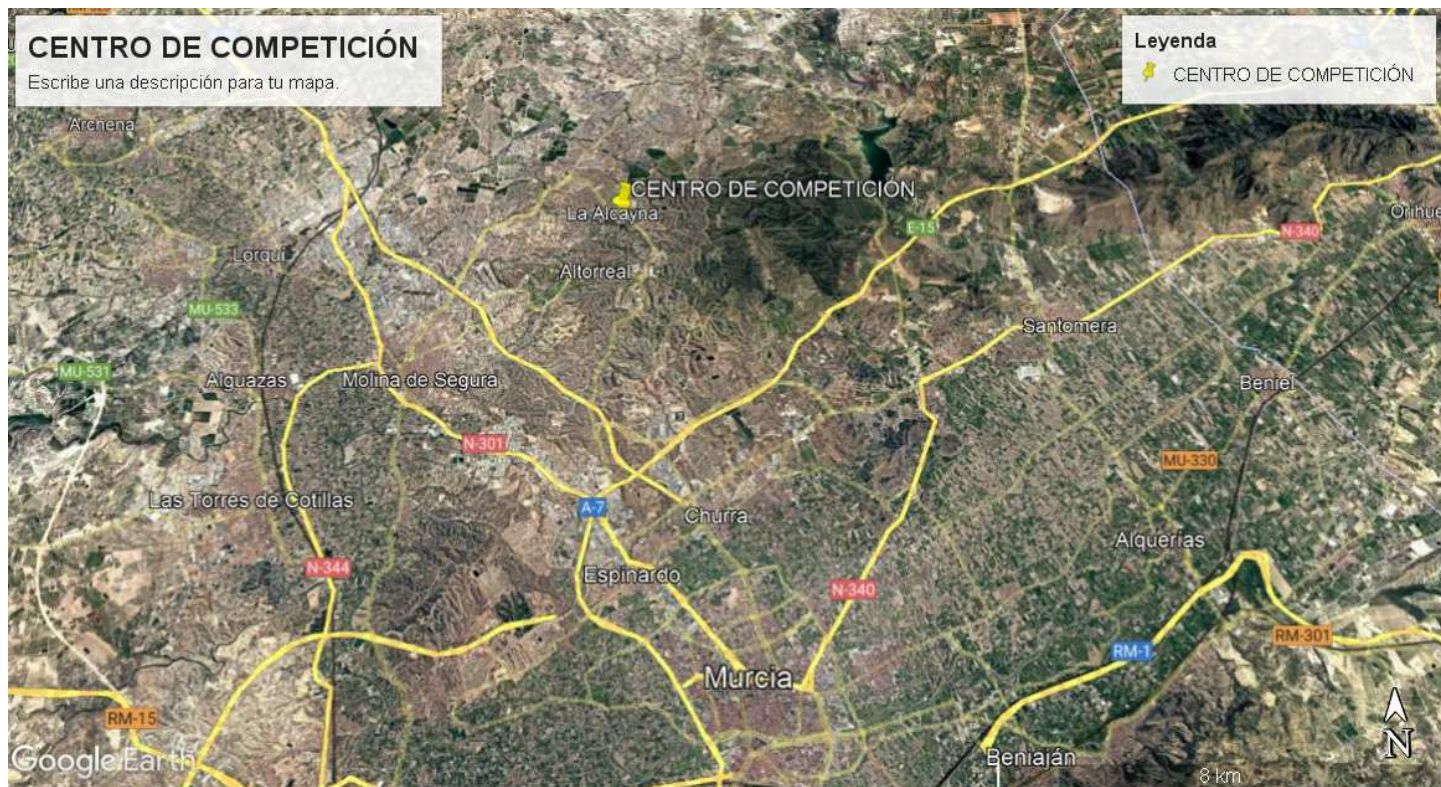 CENTRO DE COMPETICIÓN
Escribe una descripción para tu mapa.
Leyenda
CENTRO DE COMPETICIÓN
Archena
CENTRO DE COMPETICIÓN
La Alcayna
Orihue
E-15
N-340
Lorquí
Altorreal
MU-533
Santomera
MU-531
Alguazas
Molina de Segura
Beniel
N-301
MU-330
Las Torres de Cotillas
A-7
Churra
Alquerías
N-344
Espinardo
N-340
RM-301
RM-1
Murcia
RM-15
N
Google Earth
Beniaján
8 km